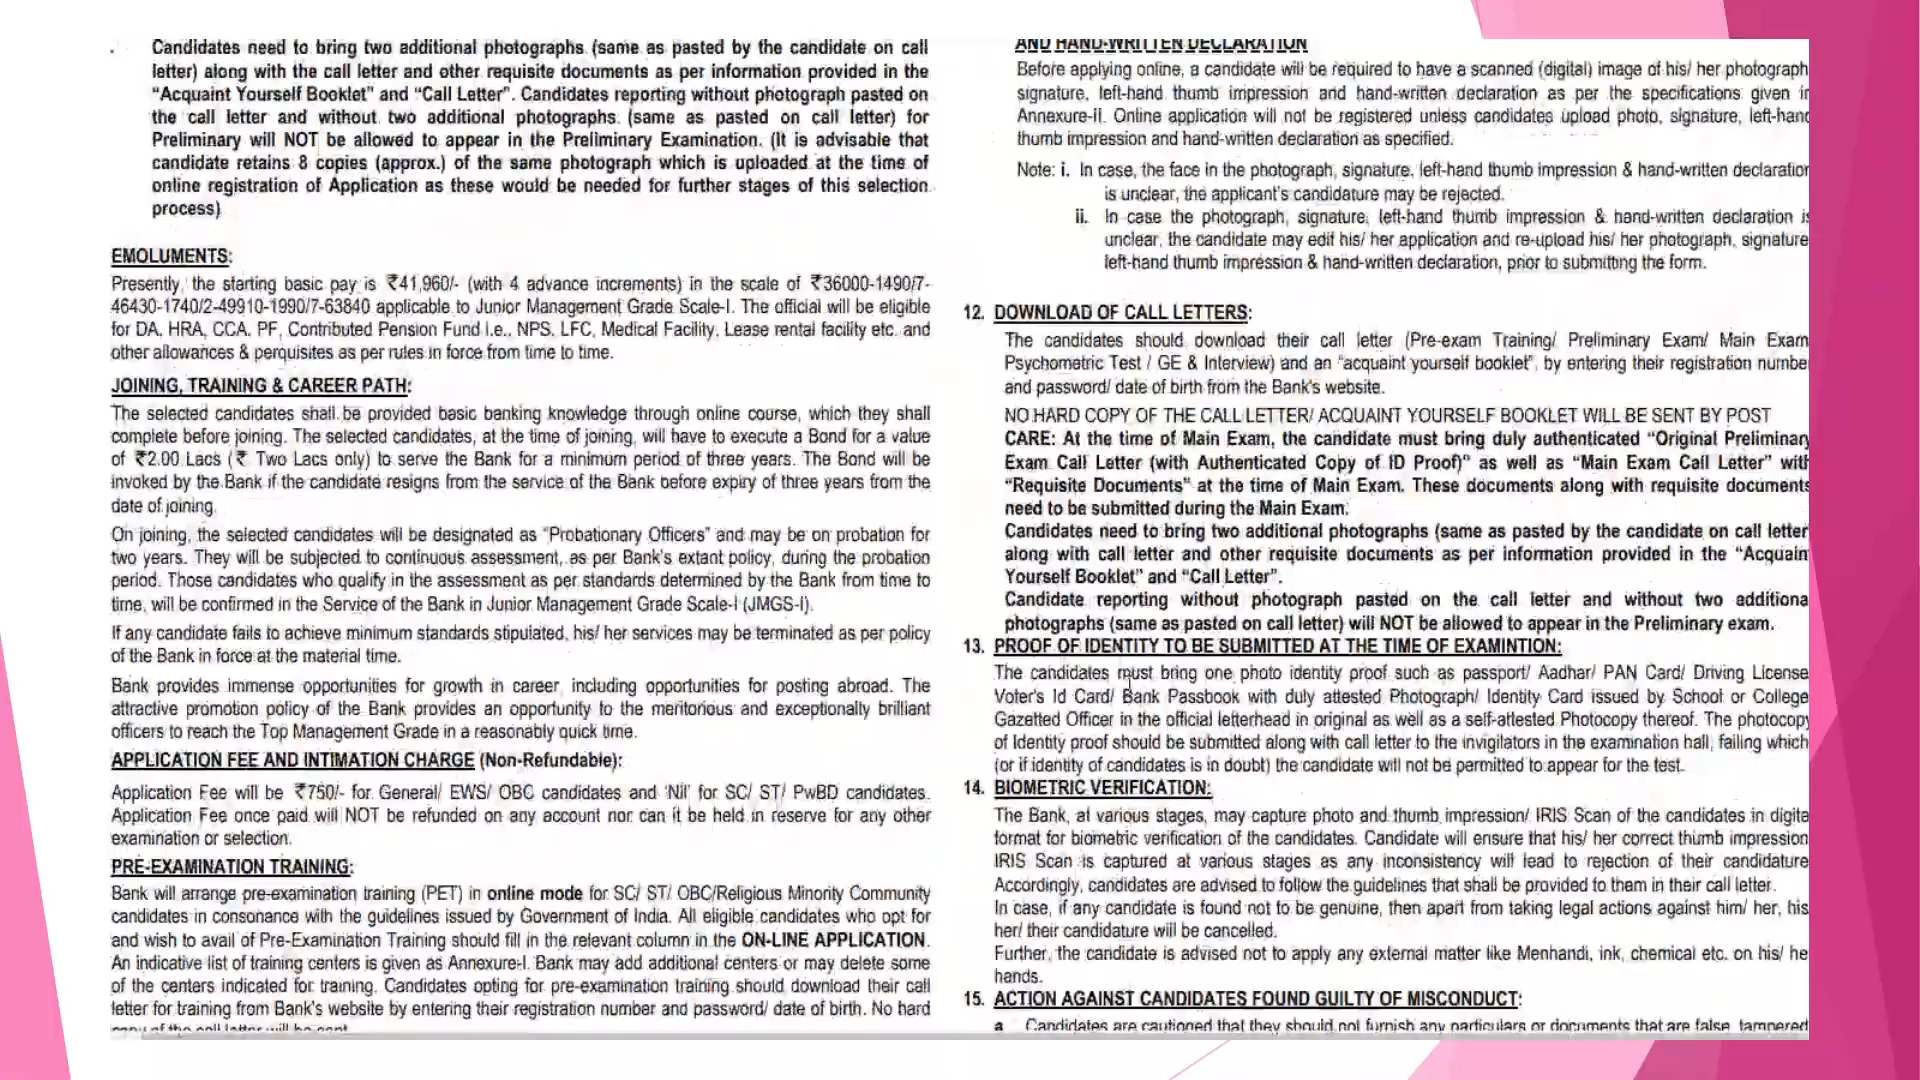 Candidates need to bring two additional photographs (same as pasted by the candidate on call
letter) along with the call letter and other requisite documents as per information provided in the
"Acquaint Yourself Booklet" and "Call Letter". Candidates reporting without photograph pasted on
the call letter and without two additional photographs (same as pasted on call letter) for
Preliminary will NOT be allowed to appear in the Preliminary Examination. (It is advisable that
candidate retains 8 copies (approx.) of the same photograph which is uploaded at the time of
online registration of Application as these would be needed for further stages of this selection
process)
EMOLUMENTS:
Presently, the starting basic pay is ₹41,960/- (with 4 advance increments) in the scale of ₹36000-1490/7-
46430-1740/2-49910-1990/7-63840 applicable to Junior Management Grade Scale-I. The official will be eligible
for DA, HRA, CCA, PF, Contributed Pension Fund i.e., NPS, LFC, Medical Facility, Lease rental facility etc. and
other allowances & perquisites as per rules in force from time to time.
JOINING, TRAINING & CAREER PATH:
The selected candidates shall be provided basic banking knowledge through online course, which they shall
complete before joining. The selected candidates, at the time of joining, will have to execute a Bond for a value
of ₹2.00 Lacs (₹ Two Lacs only) to serve the Bank for a minimum period of three years. The Bond will be
invoked by the Bank if the candidate resigns from the service of the Bank before expiry of three years from the
date of joining.
On joining, the selected candidates will be designated as "Probationary Officers" and may be on probation for
two years. They will be subjected to continuous assessment, as per Bank's extant policy, during the probation
period. Those candidates who qualify in the assessment as per standards determined by the Bank from time to
time, will be confirmed in the Service of the Bank in Junior Management Grade Scale-I (JMGS-I).
If any candidate fails to achieve minimum standards stipulated, his/ her services may be terminated as per policy
of the Bank in force at the material time.
Bank provides immense opportunities for growth in career, including opportunities for posting abroad. The
attractive promotion policy of the Bank provides an opportunity to the meritorious and exceptionally brilliant
officers to reach the Top Management Grade in a reasonably quick time.
APPLICATION FEE AND INTIMATION CHARGE (Non-Refundable):
Application Fee will be ₹750/- for General/ EWS/ OBC candidates and 'Nil' for SC/ ST/ PwBD candidates.
Application Fee once paid will NOT be refunded on any account nor can it be held in reserve for any other
examination or selection.
PRE-EXAMINATION TRAINING:
Bank will arrange pre-examination training (PET) in online mode for SC/ ST/ OBC/Religious Minority Community
candidates in consonance with the guidelines issued by Government of India. All eligible candidates who opt for
and wish to avail of Pre-Examination Training should fill in the relevant column in the ON-LINE APPLICATION.
An indicative list of training centers is given as Annexure-I. Bank may add additional centers or may delete some
of the centers indicated for training. Candidates opting for pre-examination training should download their call
letter for training from Bank's website by entering their registration number and password/ date of birth. No hard
copy of the call letter will be sent
AND HAND-WRITTEN DECLARATION
Before applying online, a candidate will be required to have a scanned (digital) image of his/ her photograph
signature, left-hand thumb impression and hand-written declaration as per the specifications given in
Annexure-II. Online application will not be registered unless candidates upload photo, signature, left-hand
thumb impression and hand-written declaration as specified.
Note: i. In case, the face in the photograph, signature, left-hand thumb impression & hand-written declaration
is unclear, the applicant's candidature may be rejected.
ii. In case the photograph, signature, left-hand thumb impression & hand-written declaration is
unclear, the candidate may edit his/ her application and re-upload his/ her photograph, signature
left-hand thumb impression & hand-written declaration, prior to submitting the form.
12. DOWNLOAD OF CALL LETTERS:
The candidates should download their call letter (Pre-exam Training/ Preliminary Exam/ Main Exam
Psychometric Test / GE & Interview) and an "acquaint yourself booklet", by entering their registration number
and password/ date of birth from the Bank's website.
NO HARD COPY OF THE CALL LETTER/ ACQUAINT YOURSELF BOOKLET WILL BE SENT BY POST
CARE: At the time of Main Exam, the candidate must bring duly authenticated "Original Preliminary
Exam Call Letter (with Authenticated Copy of ID Proof)" as well as "Main Exam Call Letter" with
"Requisite Documents" at the time of Main Exam. These documents along with requisite documents
need to be submitted during the Main Exam.
Candidates need to bring two additional photographs (same as pasted by the candidate on call letter
along with call letter and other requisite documents as per information provided in the "Acquain
Yourself Booklet" and "Call Letter".
Candidate reporting without photograph pasted on the call letter and without two additiona
photographs (same as pasted on call letter) will NOT be allowed to appear in the Preliminary exam.
13. PROOF OF IDENTITY TO BE SUBMITTED AT THE TIME OF EXAMINTION:
The candidates must bring one photo identity proof such as passport/ Aadhar/ PAN Card/ Driving License
Voter's Id Card/ Bank Passbook with duly attested Photograph/ Identity Card issued by School or College
Gazetted Officer in the official letterhead in original as well as a self-attested Photocopy thereof. The photocopy
of Identity proof should be submitted along with call letter to the invigilators in the examination hall, failing which
(or if identity of candidates is in doubt) the candidate will not be permitted to appear for the test.
14. BIOMETRIC VERIFICATION:
The Bank, at various stages, may capture photo and thumb impression/ IRIS Scan of the candidates in digita
format for biometric verification of the candidates. Candidate will ensure that his/ her correct thumb impression
IRIS Scan is captured at various stages as any inconsistency will lead to rejection of their candidature
Accordingly, candidates are advised to follow the guidelines that shall be provided to them in their call letter.
In case, if any candidate is found not to be genuine, then apart from taking legal actions against him/ her, his
her/ their candidature will be cancelled.
Further, the candidate is advised not to apply any external matter like Menhandi, ink, chemical etc. on his/ he
hands.
15. ACTION AGAINST CANDIDATES FOUND GUILTY OF MISCONDUCT:
a Candidates are cautioned that they should not furnish any particulars or documents that are false, tampered